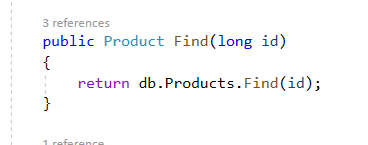 3 references
public Product Find(long id)
{
return db.Products.Find(id);
}
1 reference